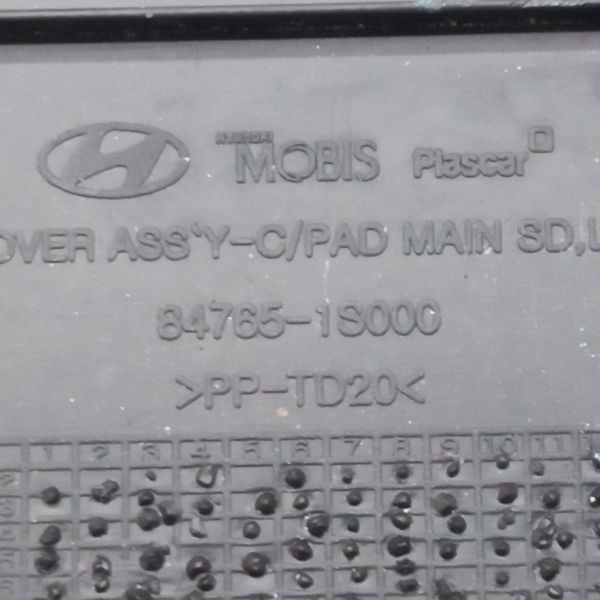 HYUNDAI MOBIS Plascar
OVER ASS'Y-C/PAD MAIN SD,L
84765-1S000
>PP-TD20<
1 2 3 4 5 6 7 8 9 10 11